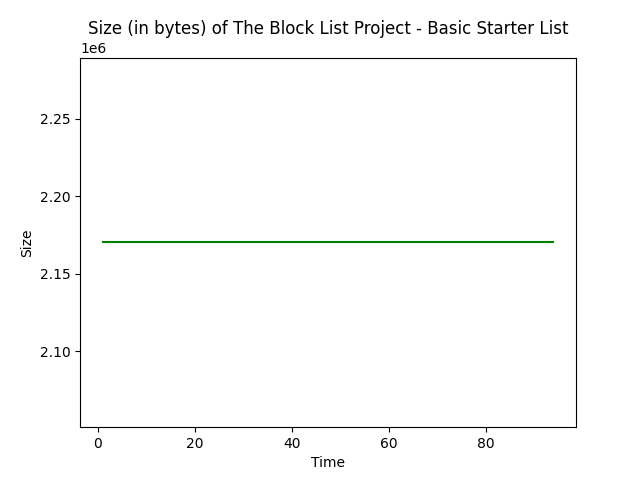 Size (in bytes) of The Block List Project - Basic Starter List
1e6
2.25
2.20
2.15
2.10
Size
0 20 40 60 80
Time